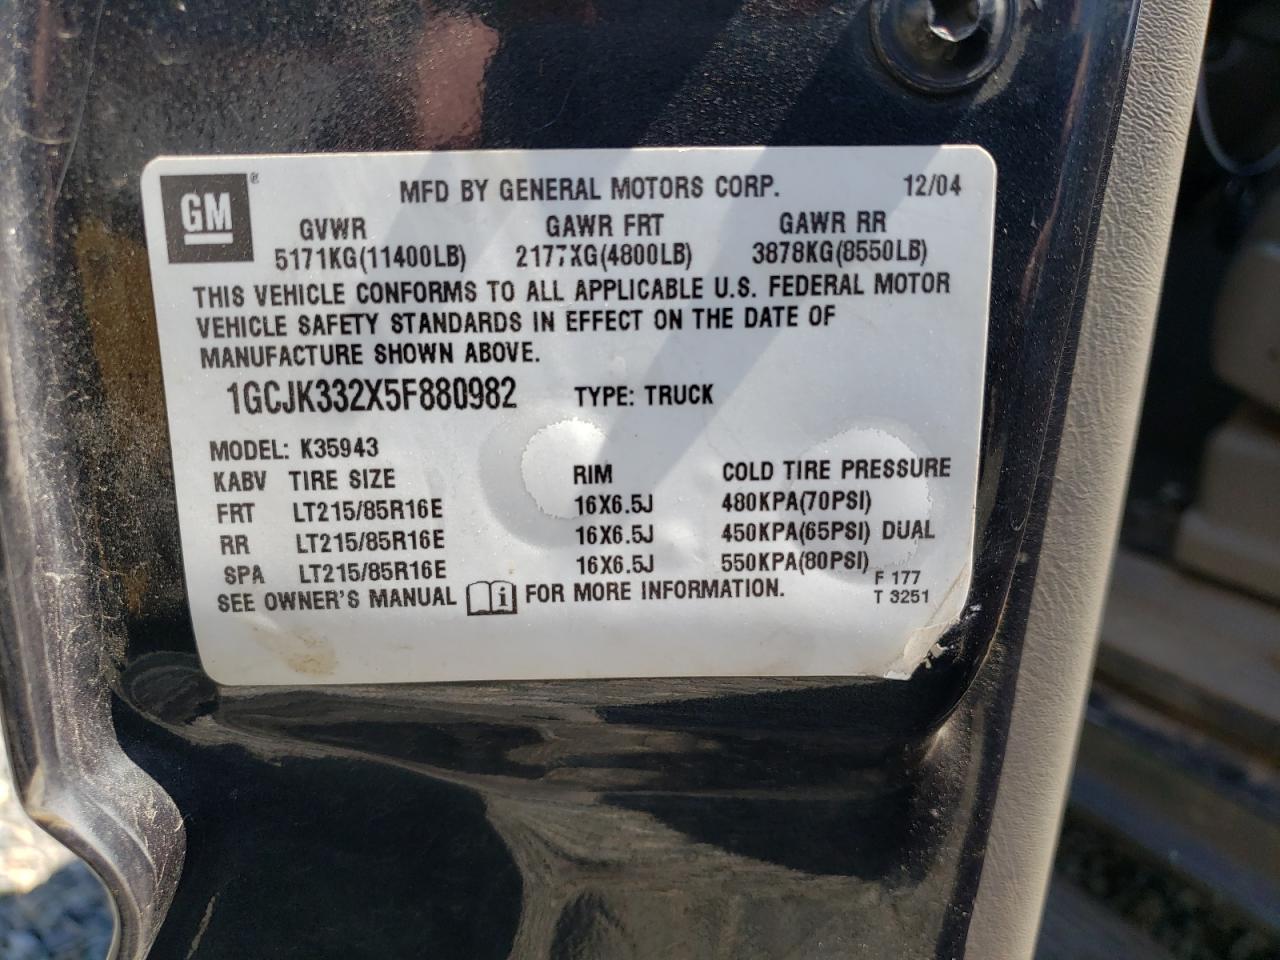 GM® MFD BY GENERAL MOTORS CORP. 12/04
GVWR GAWR FRT GAWR RR
5171KG(11400LB) 2177KG(4800LB) 3878KG(8550LB)
THIS VEHICLE CONFORMS TO ALL APPLICABLE U.S. FEDERAL MOTOR
VEHICLE SAFETY STANDARDS IN EFFECT ON THE DATE OF
MANUFACTURE SHOWN ABOVE.
1GCJK332X5F880982 TYPE: TRUCK
MODEL: K35943
KABV TIRE SIZE RIM COLD TIRE PRESSURE
FRT LT215/85R16E 16X6.5J 480KPA(70PSI)
RR LT215/85R16E 16X6.5J 450KPA(65PSI) DUAL
SPA LT215/85R16E 16X6.5J 550KPA(80PSI)
SEE OWNER'S MANUAL i FOR MORE INFORMATION.
F 177
T 3251